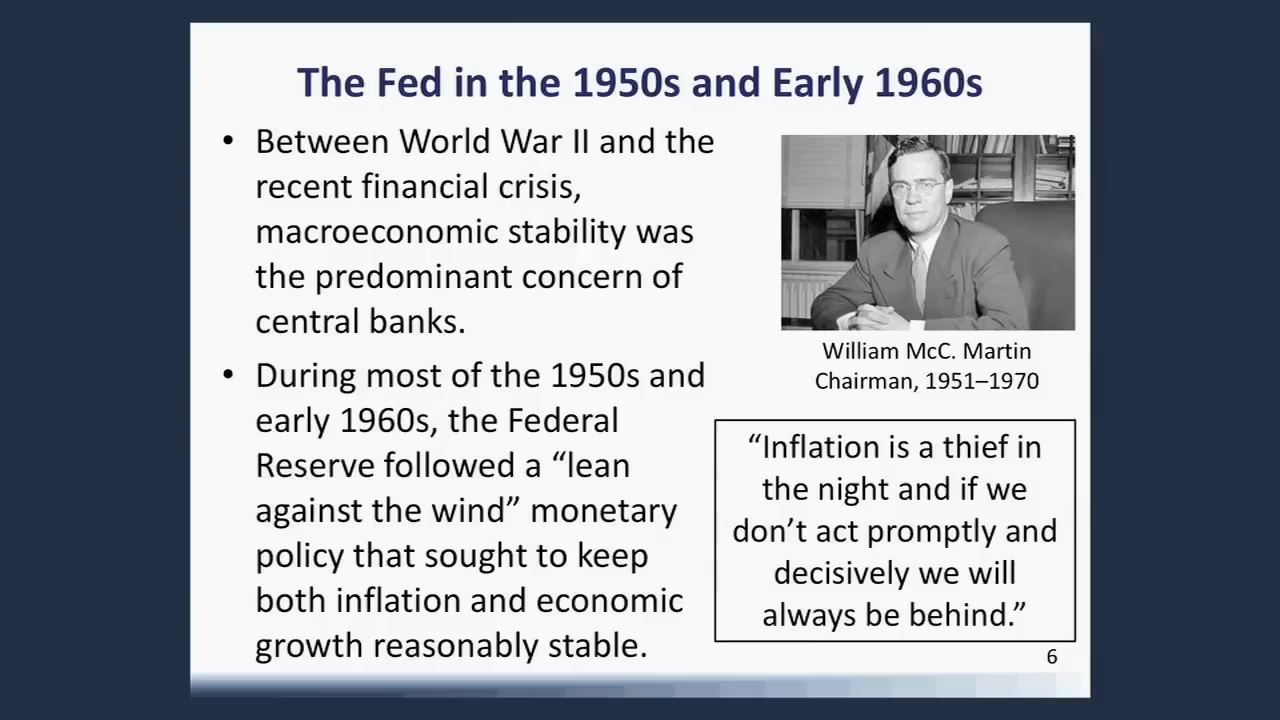 The Fed in the 1950s and Early 1960s
• Between World War II and the
recent financial crisis,
macroeconomic stability was
the predominant concern of
central banks.
• During most of the 1950s and
early 1960s, the Federal
Reserve followed a “lean
against the wind” monetary
policy that sought to keep
both inflation and economic
growth reasonably stable.
William McC. Martin
Chairman, 1951–1970
“Inflation is a thief in
the night and if we
don’t act promptly and
decisively we will
always be behind.”
6